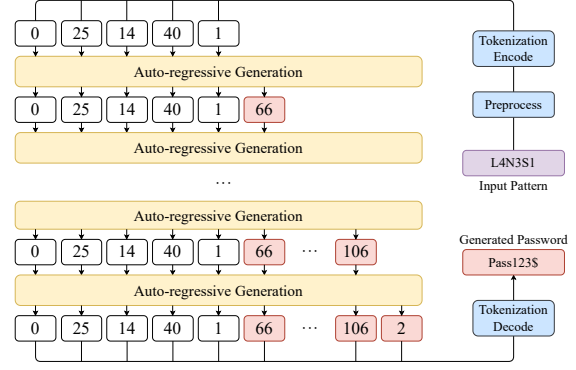 0 25 14 40 1
Auto-regressive Generation
0 25 14 40 1 66
Auto-regressive Generation
...
Auto-regressive Generation
0 25 14 40 1 66 ... 106
Auto-regressive Generation
0 25 14 40 1 66 ... 106 2
Tokenization
Encode
Preprocess
L4N3S1
Input Pattern
Generated Password
Pass123$
Tokenization
Decode